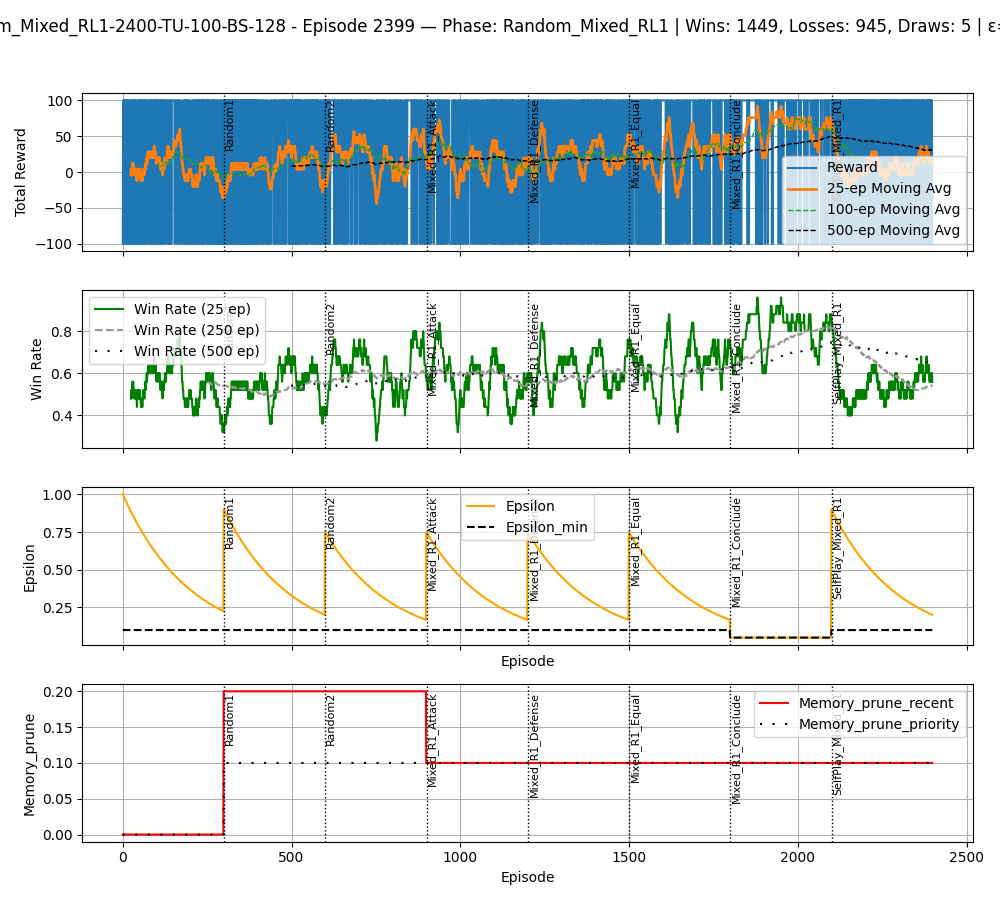 m_Mixed_RL1-2400-TU-100-BS-128 - Episode 2399 — Phase: Random_Mixed_RL1 | Wins: 1449, Losses: 945, Draws: 5 | ε=
Total Reward
100
50
0
−50
−100
Random1
Random2
Mixed_R1_Attack
Mixed_R1_Defense
Mixed_R1_Equal
Mixed_R1_Conclude
SelfPlay_Mixed_R1
Reward
25-ep Moving Avg
100-ep Moving Avg
500-ep Moving Avg
Win Rate
0.8
0.6
0.4
Win Rate (25 ep)
Win Rate (250 ep)
Win Rate (500 ep)
Random1
Random2
Mixed_R1_Attack
Mixed_R1_Defense
Mixed_R1_Equal
Mixed_R1_Conclude
SelfPlay_Mixed_R1
Epsilon
1.00
0.75
0.50
0.25
Epsilon
Epsilon_min
Random1
Random2
Mixed_R1_Attack
Mixed_R1_Defense
Mixed_R1_Equal
Mixed_R1_Conclude
SelfPlay_Mixed_R1
Episode
Memory_prune
0.20
0.15
0.10
0.05
0.00
Random1
Random2
Mixed_R1_Attack
Mixed_R1_Defense
Mixed_R1_Equal
Mixed_R1_Conclude
SelfPlay_Mixed_R1
Memory_prune_recent
Memory_prune_priority
0
500
1000
1500
2000
2500
Episode